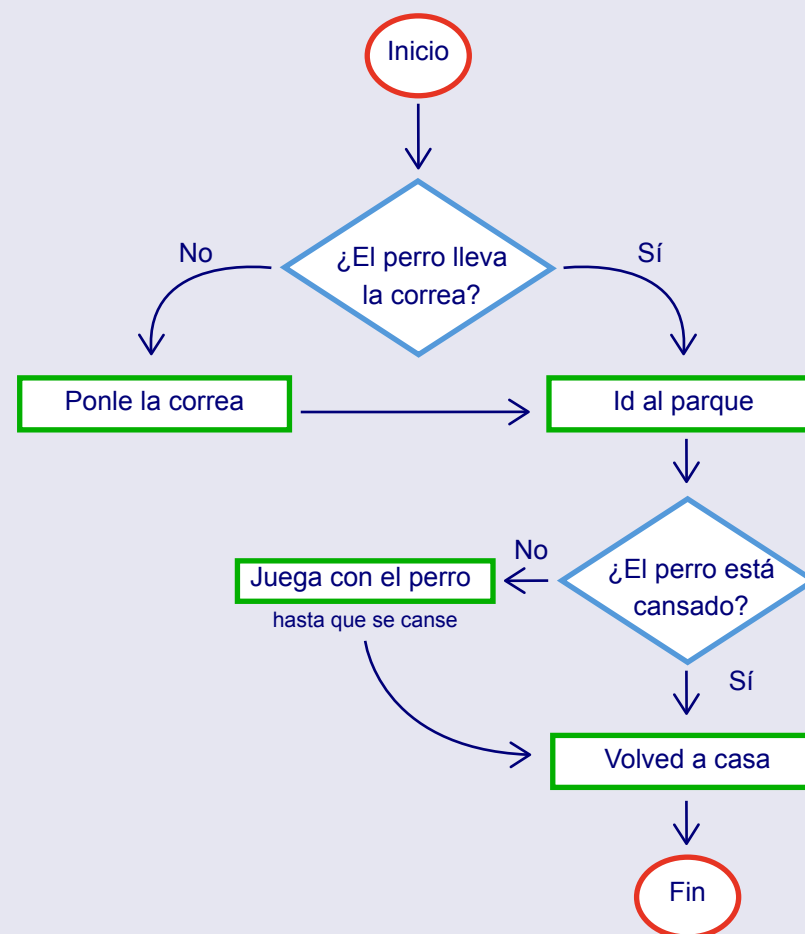 Inicio
No
Sí
¿El perro lleva
la correa?
Ponle la correa
Id al parque
No
¿El perro está
cansado?
Juega con el perro
hasta que se canse
Sí
Volved a casa
Fin